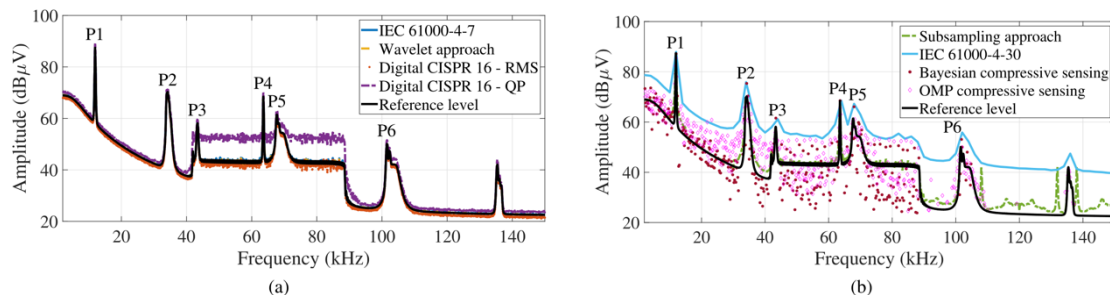 100
80
60
40
20
Amplitude (dBμV)
20 40 60 80 100 120 140
Frequency (kHz)
P1
P2
P3
P4
P5
P6
IEC 61000-4-7
Wavelet approach
Digital CISPR 16 - RMS
Digital CISPR 16 - QP
Reference level
(a)
100
80
60
40
20
Amplitude (dBμV)
20 40 60 80 100 120 140
Frequency (kHz)
P1
P2
P3
P4
P5
P6
Subsampling approach
IEC 61000-4-30
Bayesian compressive sensing
OMP compressive sensing
Reference level
(b)